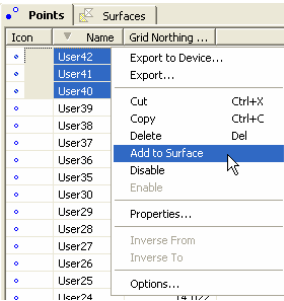 Points Surfaces
Icon Name Grid Northing ...
User42
User41
User40
User39
User38
User37
User36
User35
User30
User29
User28
User27
User26
User25
User24
Export to Device...
Export...
Cut Ctrl+X
Copy Ctrl+C
Delete Del
Add to Surface
Disable
Enable
Properties...
Inverse From
Inverse To
Options...